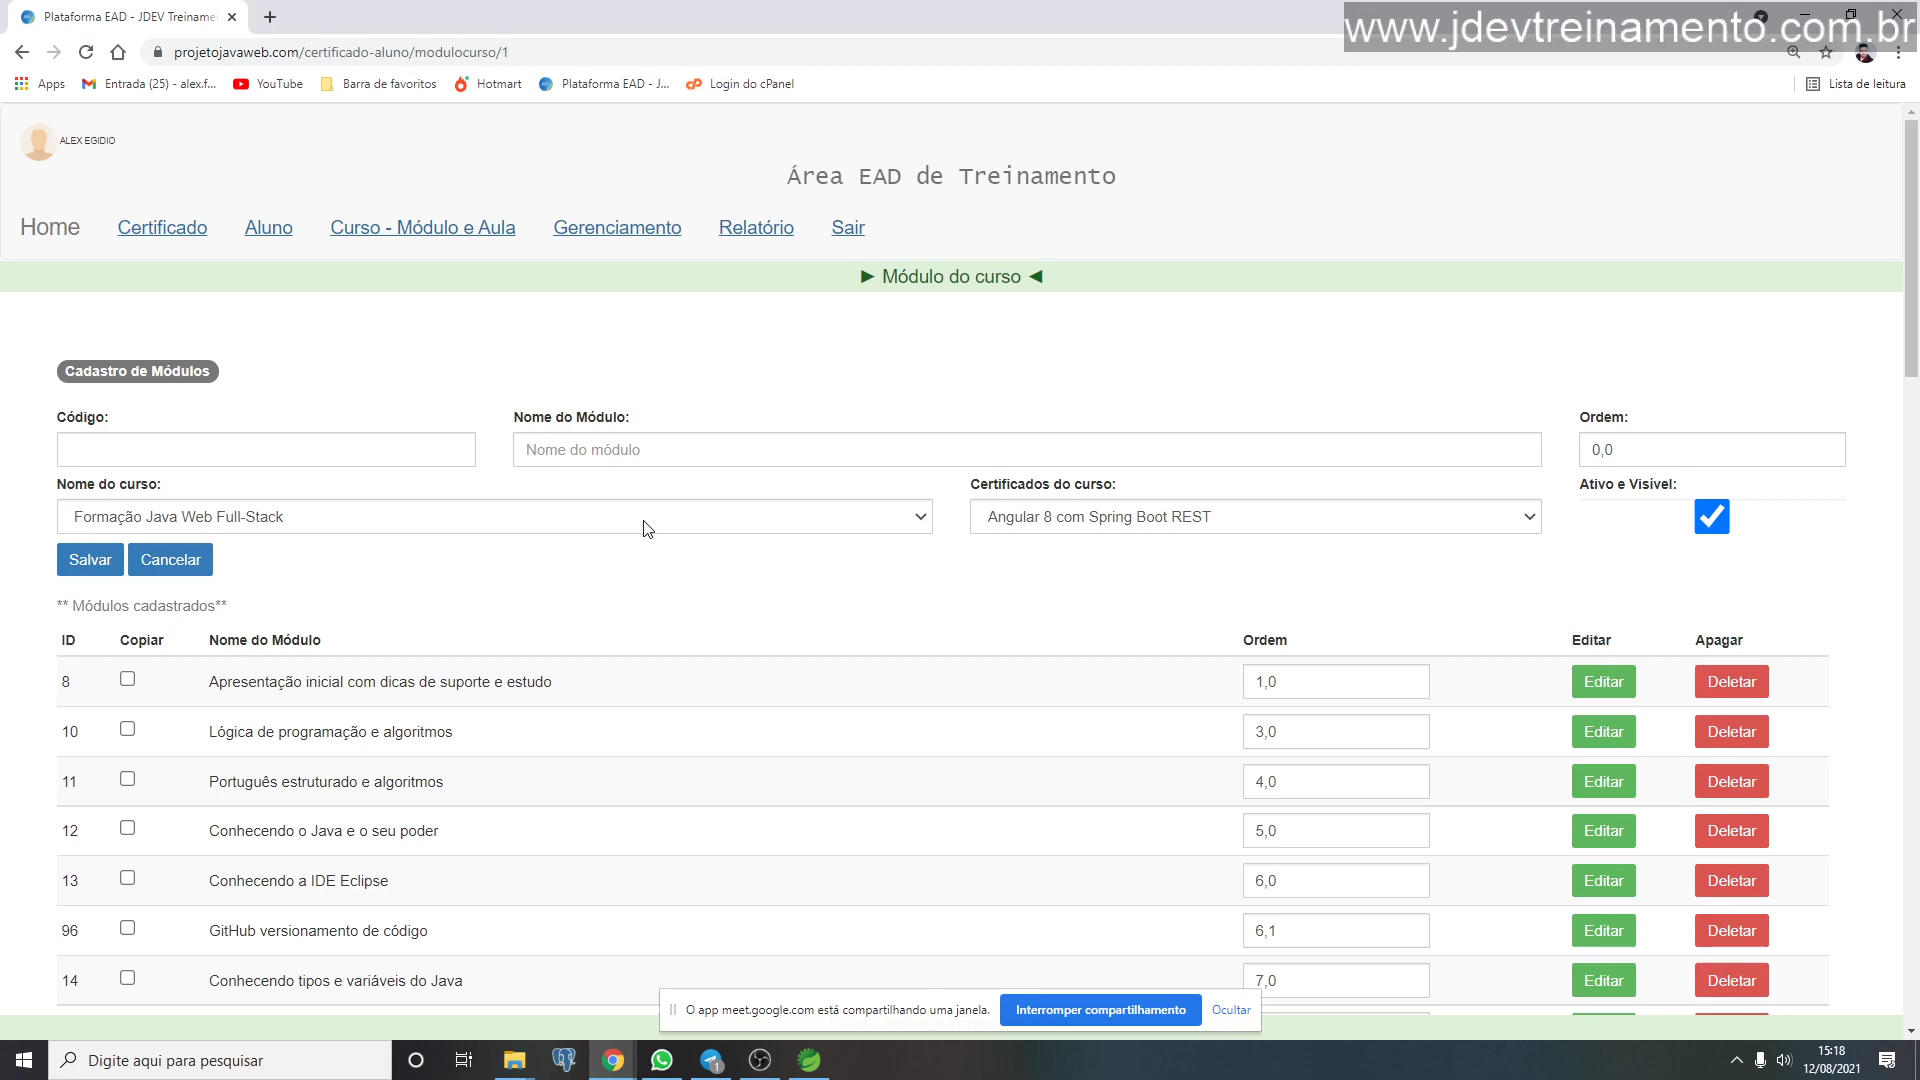 Plataforma EAD - JDEV Treiname
www.jdevtreinamento.com.br
projetojavaweb.com/certificado-aluno/modulocurso/1
Apps
Entrada (25) - alex.f...
YouTube
Barra de favoritos
Hotmart
Plataforma EAD - J...
Login do cPanel
Lista de leitura
ALEX EGIDIO
Área EAD de Treinamento
Home Certificado Aluno Curso - Módulo e Aula Gerenciamento Relatório Sair
► Módulo do curso ◄
Cadastro de Módulos
Código: Nome do Módulo: Ordem:
Nome do módulo 0,0
Nome do curso: Certificados do curso: Ativo e Visível:
Formação Java Web Full-Stack Angular 8 com Spring Boot REST
Salvar Cancelar
** Módulos cadastrados**
ID Copiar Nome do Módulo Ordem Editar Apagar
8 Apresentação inicial com dicas de suporte e estudo 1,0 Editar Deletar
10 Lógica de programação e algoritmos 3,0 Editar Deletar
11 Português estruturado e algoritmos 4,0 Editar Deletar
12 Conhecendo o Java e o seu poder 5,0 Editar Deletar
13 Conhecendo a IDE Eclipse 6,0 Editar Deletar
96 GitHub versionamento de código 6,1 Editar Deletar
14 Conhecendo tipos e variáveis do Java 7,0 Editar Deletar
O app meet.google.com está compartilhando uma janela. Interromper compartilhamento Ocultar
Digite aqui para pesquisar
1
15:18
12/08/2021